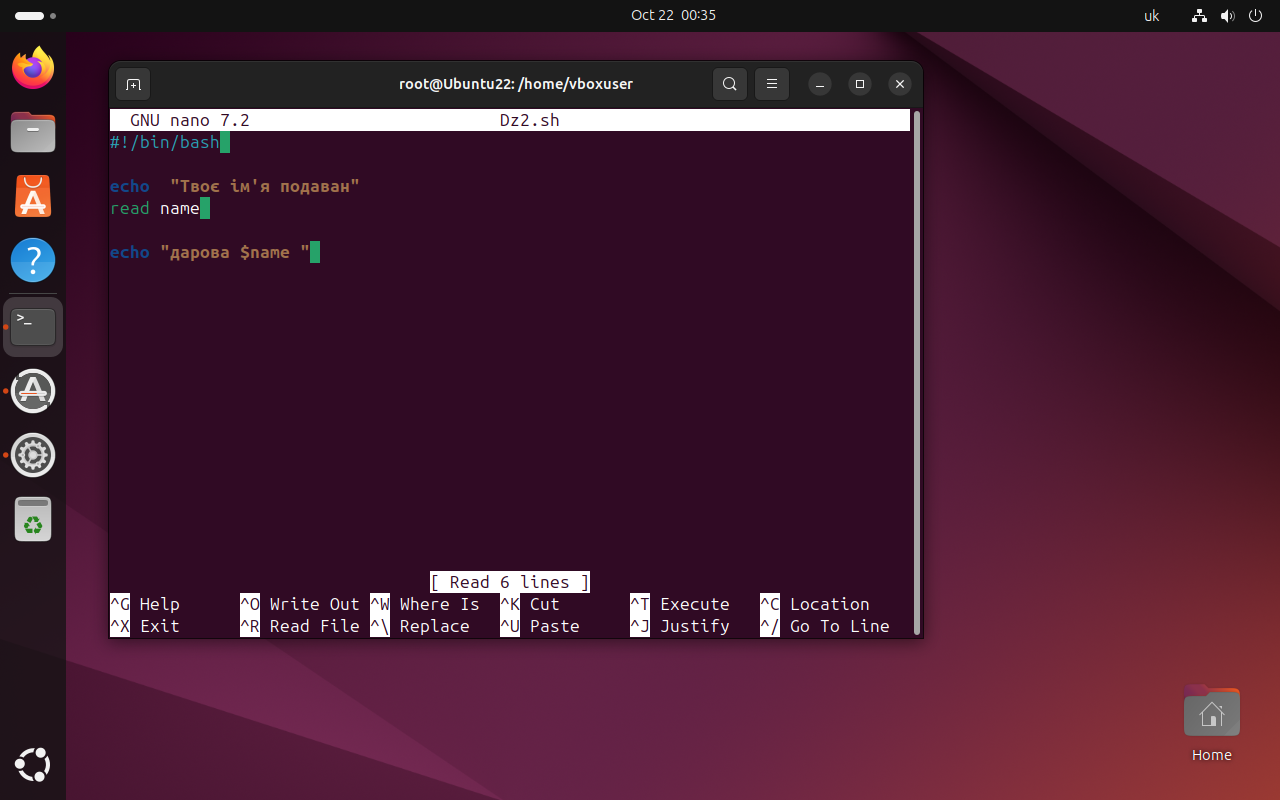 Oct 22 00:35
uk
root@Ubuntu22: /home/vboxuser
GNU nano 7.2 Dz2.sh
#!/bin/bash
echo  "Твоє ім'я подаван"
read name
echo "дарова $name "
[ Read 6 lines ]
^G Help ^O Write Out ^W Where Is ^K Cut ^T Execute ^C Location
^X Exit ^R Read File ^\ Replace ^U Paste ^J Justify ^/ Go To Line
Home